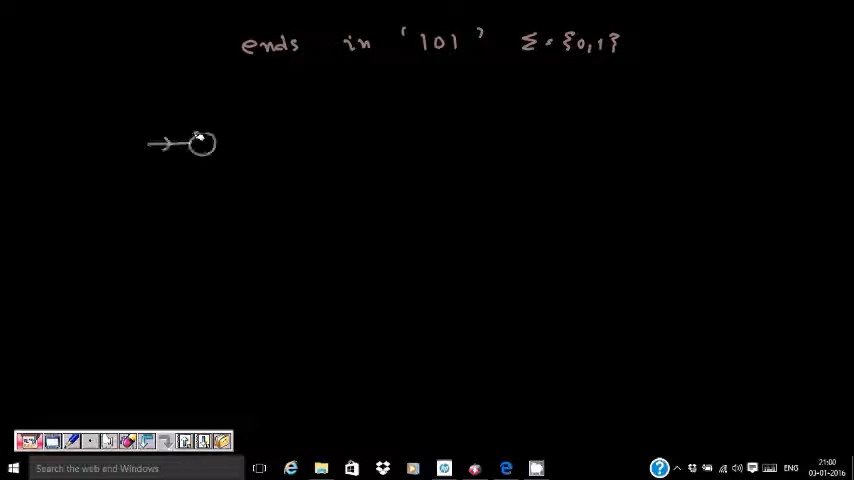 ends in '101' Σ = {0,1}
Search the web and Windows
ENG
21:00
03-01-2016